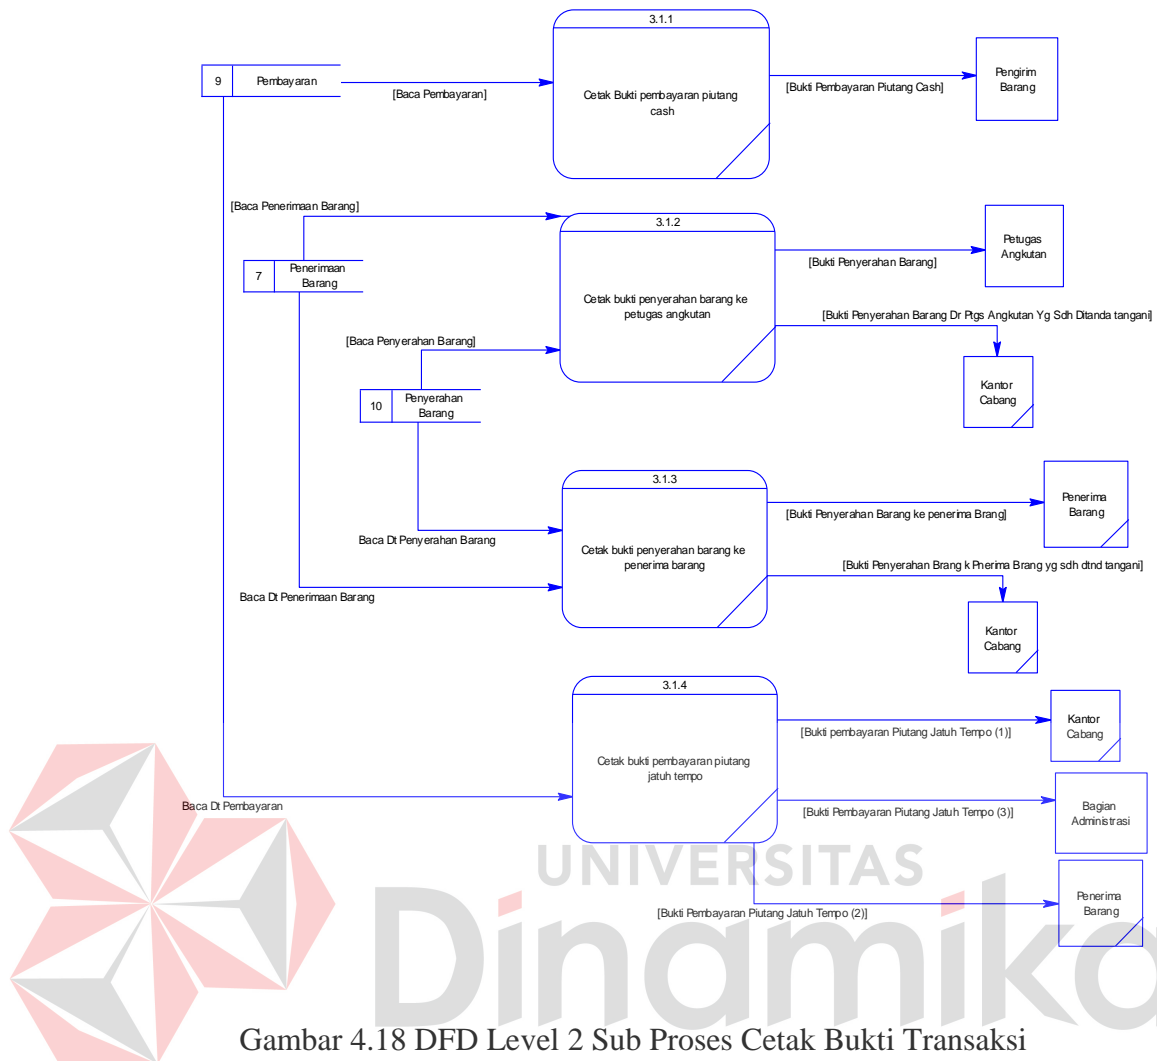 3.1.1
9
Pembayaran
[Baca Pembayaran]
Cetak Bukti pembayaran piutang
cash
[Bukti Pembayaran Piutang Cash]
Pengirim
Barang
[Baca Penerimaan Barang]
3.1.2
7
Penerimaan
Barang
Cetak bukti penyerahan barang ke
petugas angkutan
[Bukti Penyerahan Barang]
Petugas
Angkutan
[Bukti Penyerahan Barang Dr Ptgs Angkutan Yg Sdh Ditanda tangani]
Kantor
Cabang
[Baca Penyerahan Barang]
10
Penyerahan
Barang
3.1.3
Baca Dt Penyerahan Barang
Cetak bukti penyerahan barang ke
penerima barang
[Bukti Penyerahan Barang ke penerima Brang]
Penerima
Barang
[Bukti Penyerahan Brang k Pnerima Brang yg sdh dtnd tangani]
Baca Dt Penerimaan Barang
Kantor
Cabang
3.1.4
Cetak bukti pembayaran piutang
jatuh tempo
[Bukti pembayaran Piutang Jatuh Tempo (1)]
Kantor
Cabang
Baca Dt Pembayaran
[Bukti Pembayaran Piutang Jatuh Tempo (3)]
Bagian
Administrasi
[Bukti Pembayaran Piutang Jatuh Tempo (2)]
Penerima
Barang
UNIVERSITAS
Dinamika
Gambar 4.18 DFD Level 2 Sub Proses Cetak Bukti Transaksi